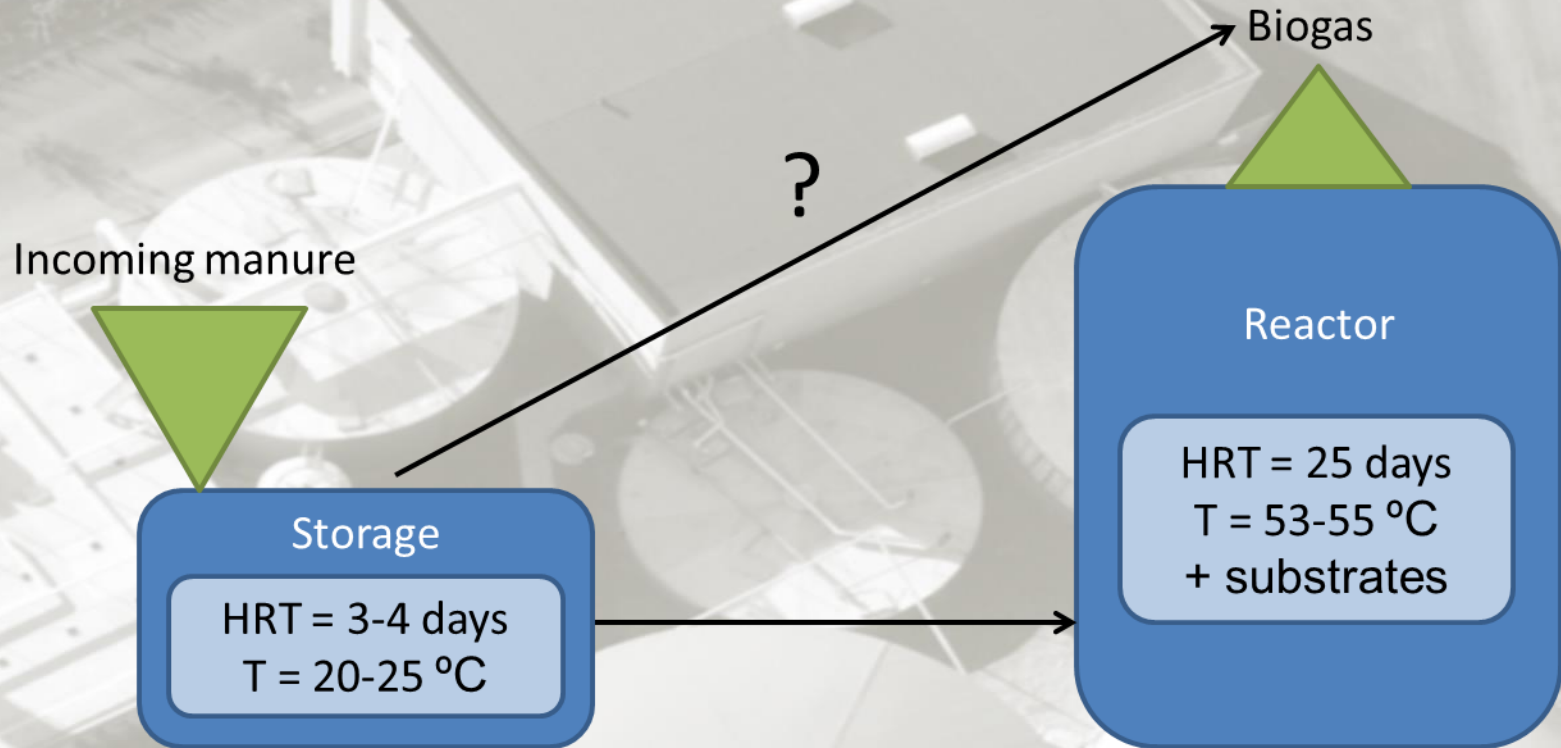 Biogas
?
Incoming manure
Reactor
HRT = 25 days
T = 53-55 ºC
+ substrates
Storage
HRT = 3-4 days
T = 20-25 ºC